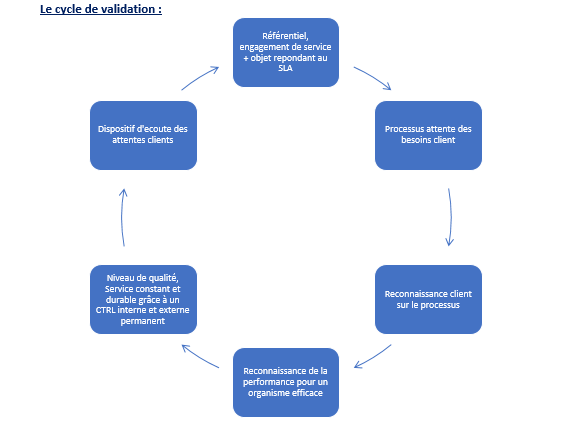 Le cycle de validation :
Référentiel,
engagement de service
+ objet repondant au
SLA
Processus attente des
besoins client
Reconnaissance client
sur le processus
Reconnaissance de la
performance pour un
organisme efficace
Niveau de qualité,
Service constant et
durable grâce à un
CTRL interne et externe
permanent
Dispositif d'ecoute des
attentes clients